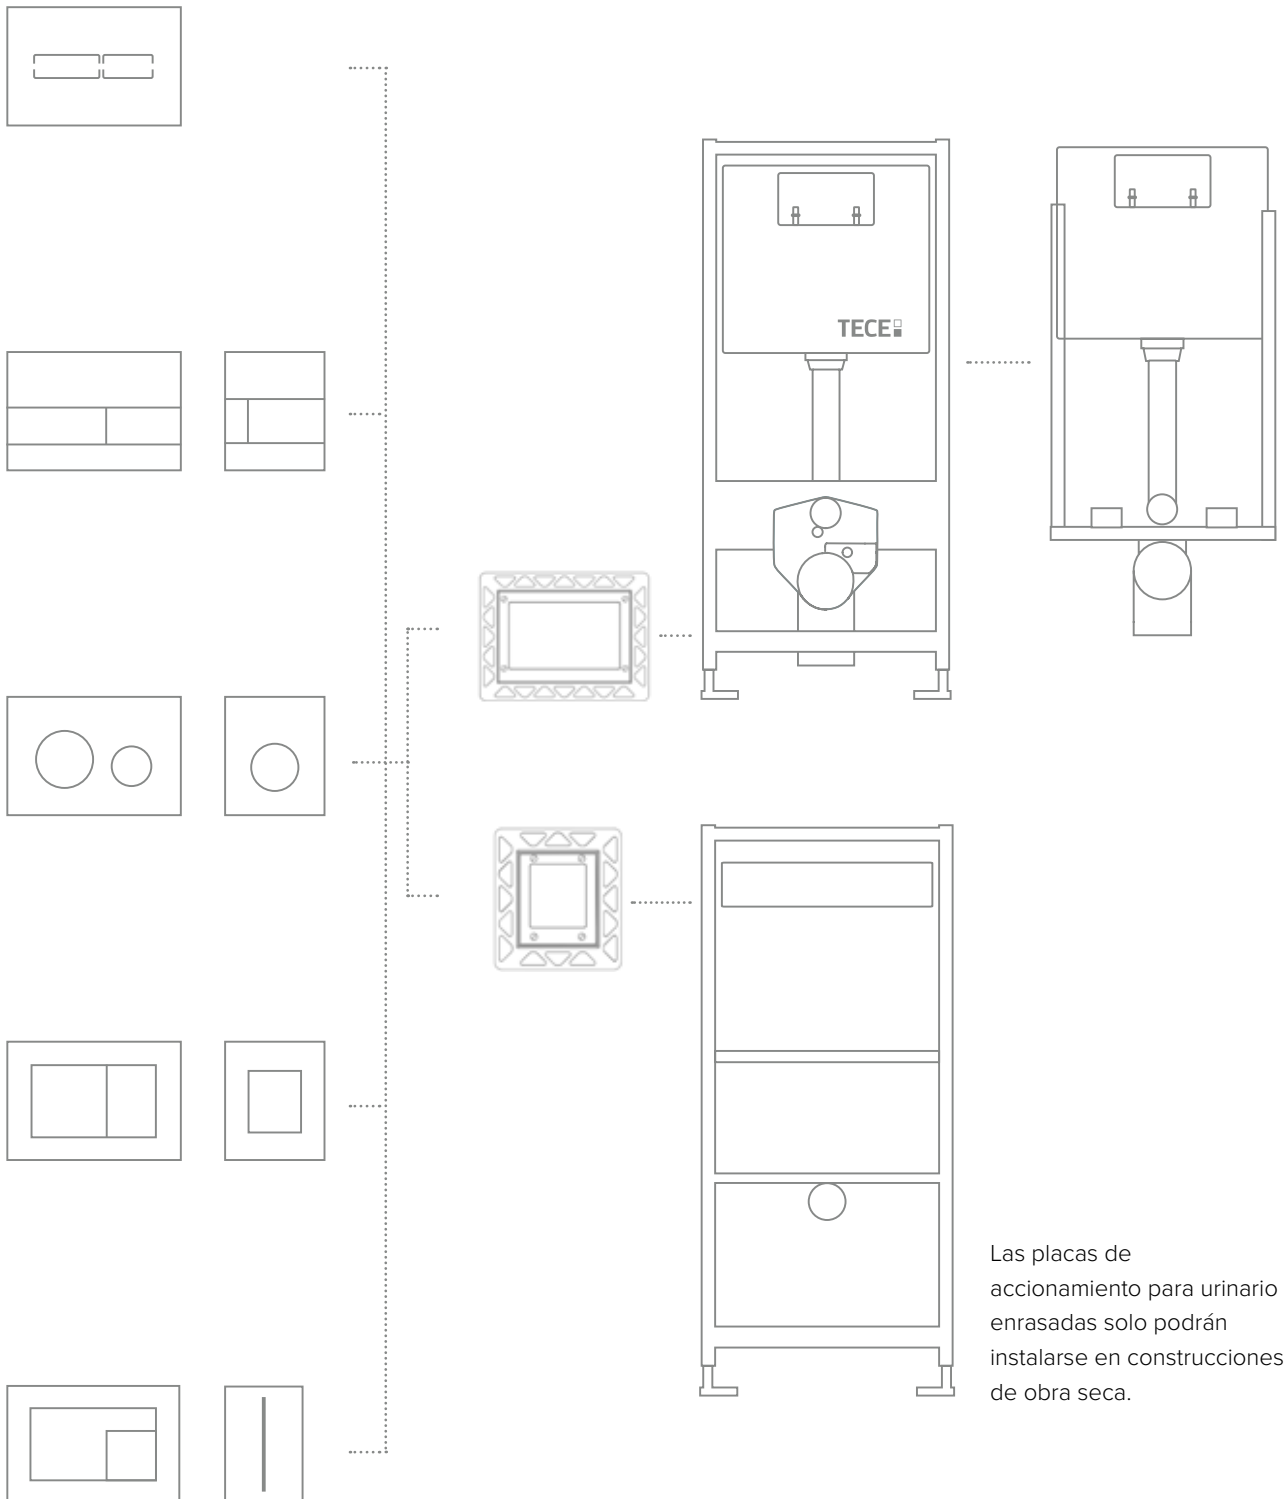 TECE
Las placas de
accionamiento para urinario
enrasadas solo podrán
instalarse en construcciones
de obra seca.